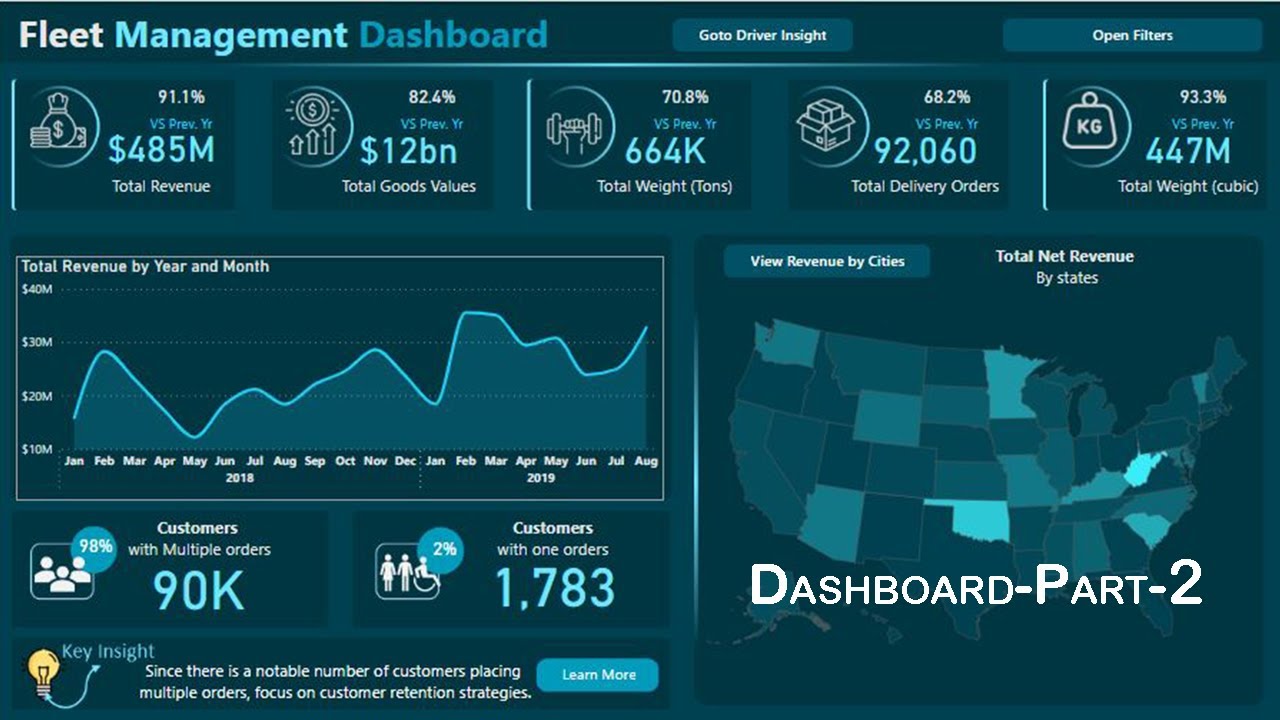 Fleet Management Dashboard
Goto Driver Insight
Open Filters
91.1%
VS Prev. Yr
$485M
Total Revenue
82.4%
VS Prev. Yr
$12bn
Total Goods Values
70.8%
VS Prev. Yr
664K
Total Weight (Tons)
68.2%
VS Prev. Yr
92,060
Total Delivery Orders
KG
93.3%
VS Prev. Yr
447M
Total Weight (cubic)
Total Revenue by Year and Month
$40M
$30M
$20M
$10M
Jan Feb Mar Apr May Jun Jul Aug Sep Oct Nov Dec Jan Feb Mar Apr May Jun Jul Aug
2018 2019
View Revenue by Cities
Total Net Revenue
By states
Dashboard-Part-2
98%
Customers
with Multiple orders
90K
2%
Customers
with one orders
1,783
Key Insight
Since there is a notable number of customers placing
multiple orders, focus on customer retention strategies.
Learn More